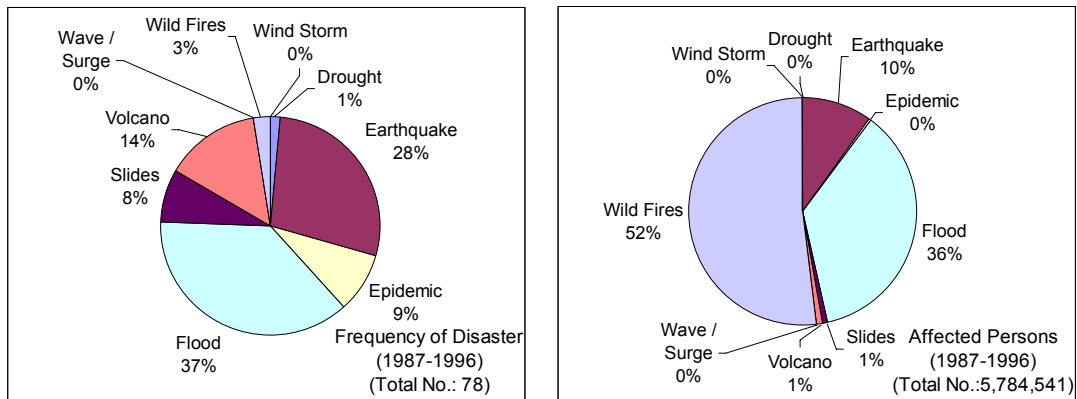 Wild Fires
3%
Wind Storm
0%
Wave /
Surge
0%
Drought
1%
Volcano
14%
Earthquake
28%
Slides
8%
Epidemic
9%
Flood
37%
Frequency of Disaster
(1987-1996)
(Total No.: 78)
Drought
0%
Earthquake
10%
Wind Storm
0%
Epidemic
0%
Wild Fires
52%
Flood
36%
Wave /
Surge
0%
Volcano
1%
Slides
1%
Affected Persons
(1987-1996)
(Total No.:5,784,541)